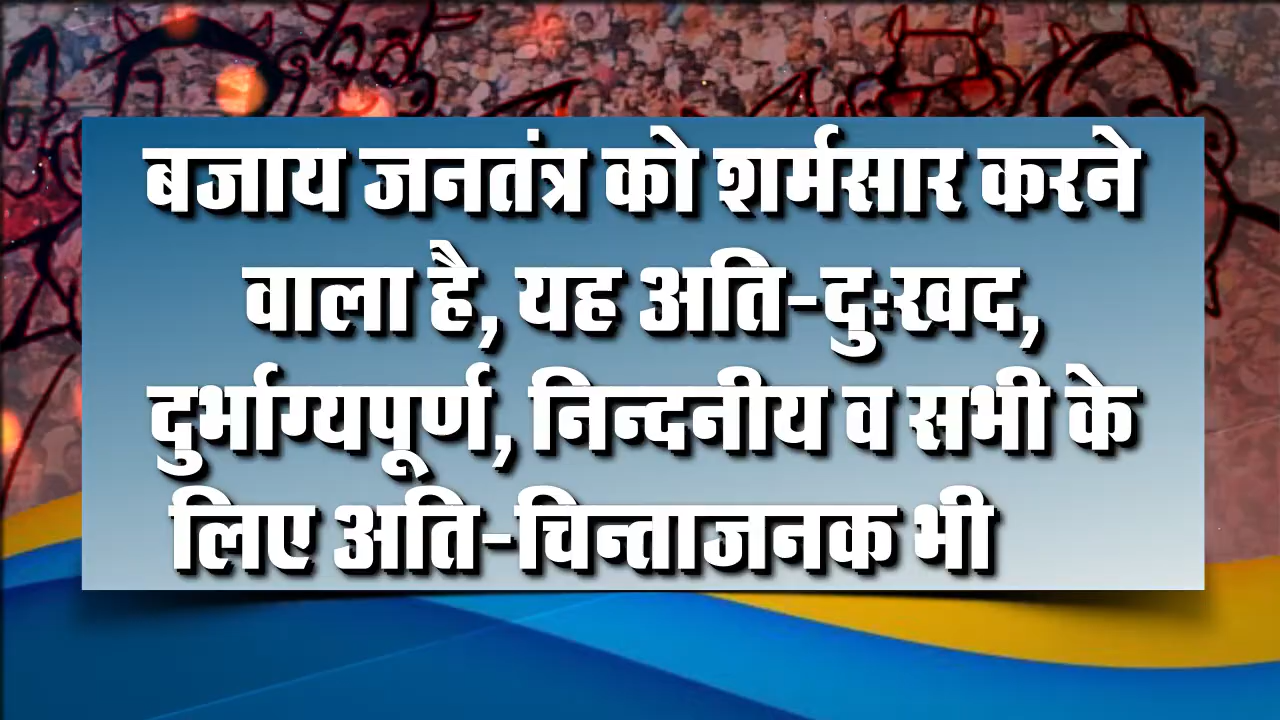 बजाय जनतंत्र को शर्मसार करने
वाला है, यह अति-दुःखद,
दुर्भाग्यपूर्ण, निन्दनीय व सभी के
लिए अति-चिन्ताजनक भी